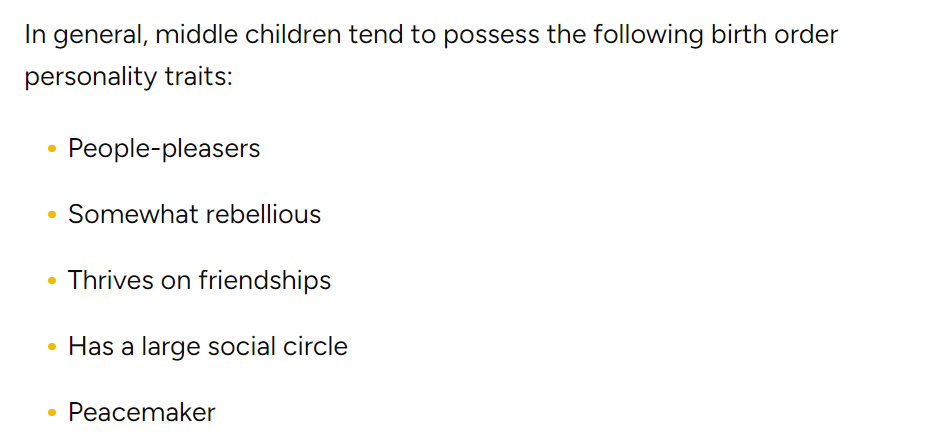 In general, middle children tend to possess the following birth order
personality traits:
• People-pleasers
• Somewhat rebellious
• Thrives on friendships
• Has a large social circle
• Peacemaker